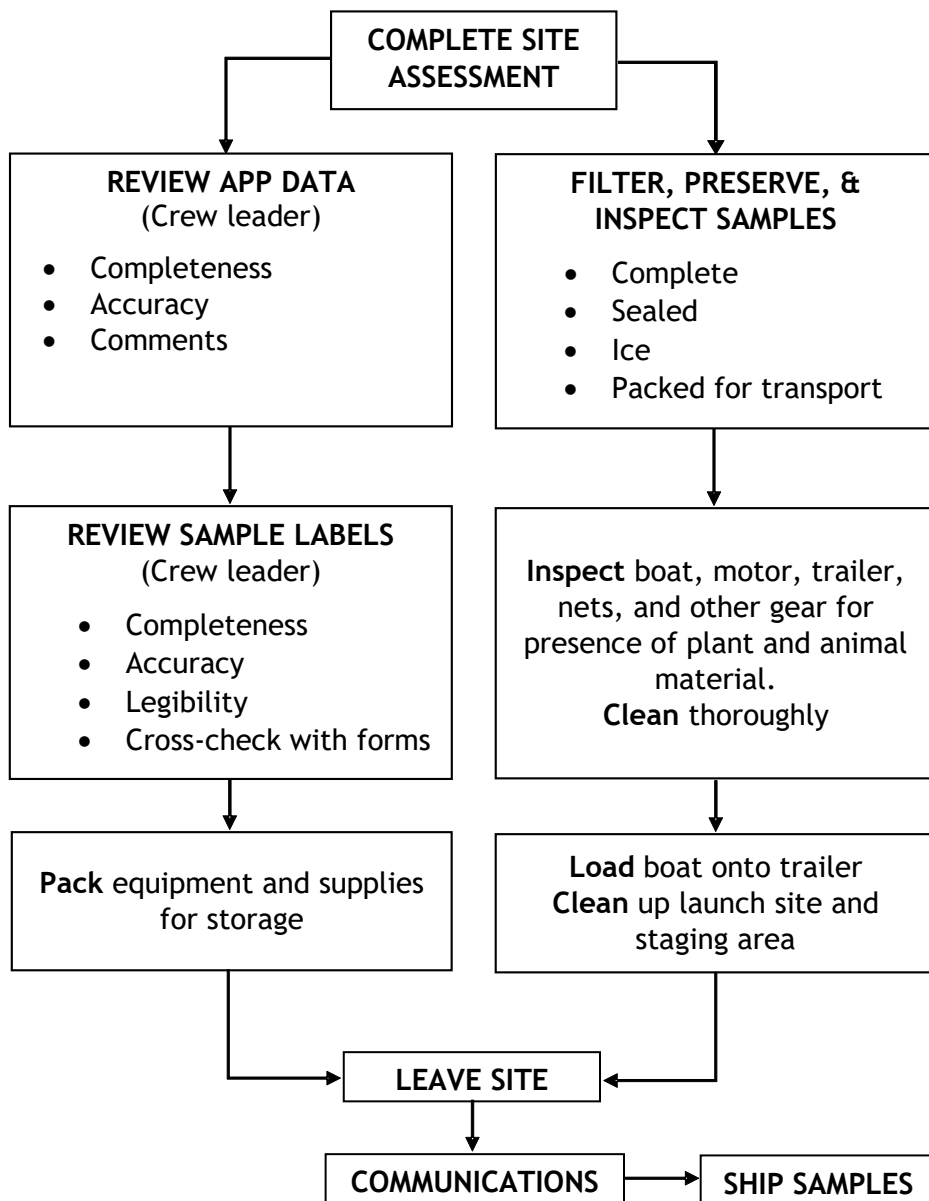 COMPLETE SITE
ASSESSMENT
REVIEW APP DATA
(Crew leader)
• Completeness
• Accuracy
• Comments
FILTER, PRESERVE, &
INSPECT SAMPLES
• Complete
• Sealed
• Ice
• Packed for transport
REVIEW SAMPLE LABELS
(Crew leader)
• Completeness
• Accuracy
• Legibility
• Cross-check with forms
Inspect boat, motor, trailer,
nets, and other gear for
presence of plant and animal
material.
Clean thoroughly
Pack equipment and supplies
for storage
Load boat onto trailer
Clean up launch site and
staging area
LEAVE SITE
COMMUNICATIONS
SHIP SAMPLES